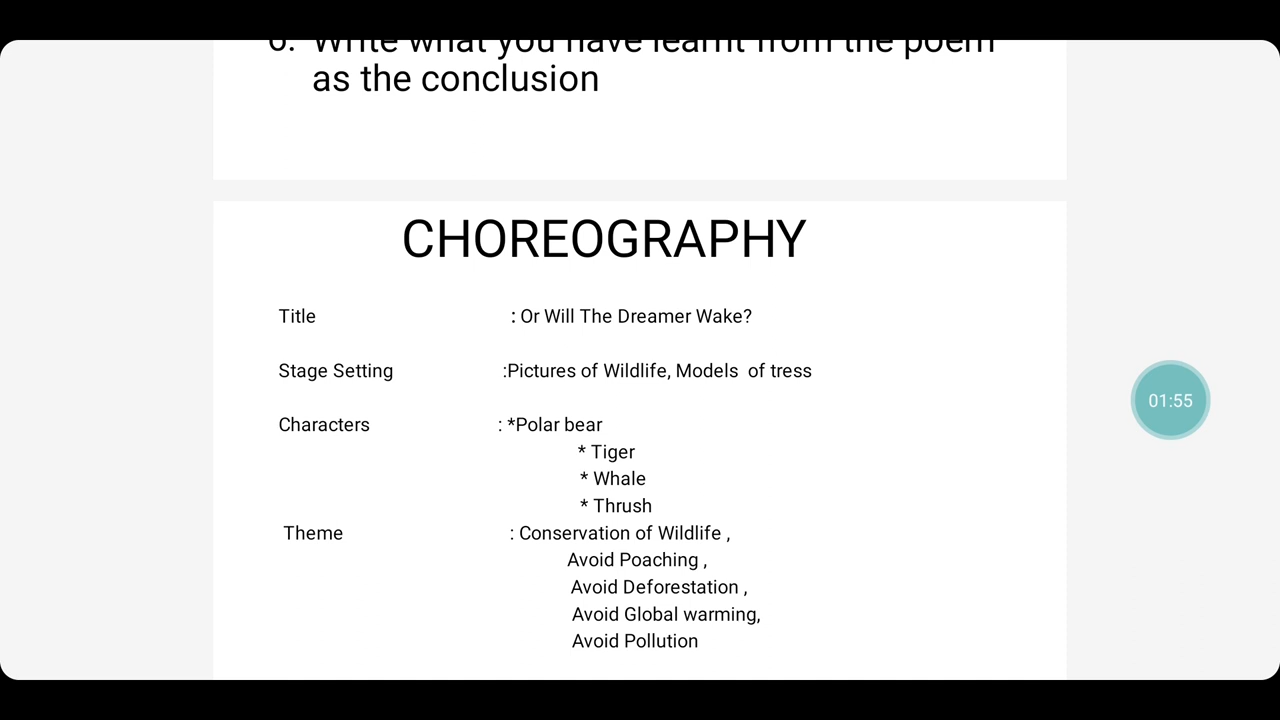 6. Write what you have learnt from the poem
as the conclusion
CHOREOGRAPHY
Title : Or Will The Dreamer Wake?
Stage Setting :Pictures of Wildlife, Models of tress
Characters : *Polar bear
* Tiger
* Whale
* Thrush
Theme : Conservation of Wildlife ,
Avoid Poaching ,
Avoid Deforestation ,
Avoid Global warming,
Avoid Pollution
01:55